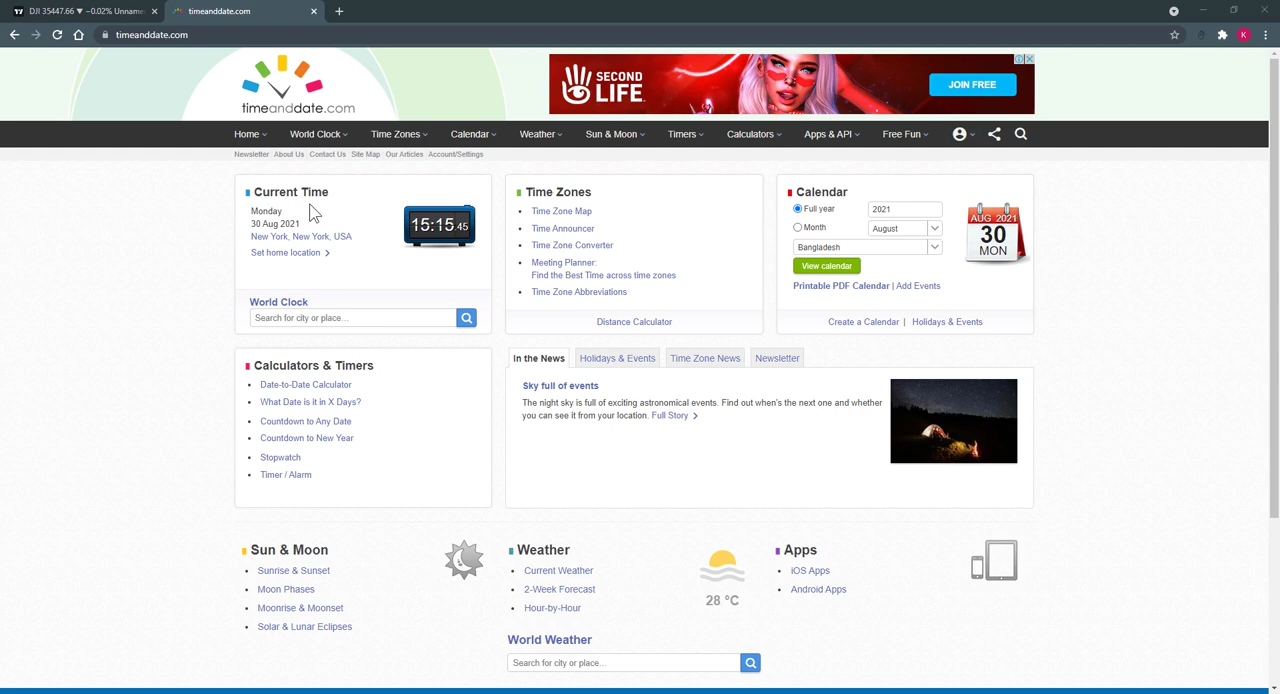 DJI 35447.66 ▼ −0.02% Unname
timeanddate.com
timeanddate.com
K
timeanddate.com
SECOND
LIFE
JOIN FREE
Home
World Clock
Time Zones
Calendar
Weather
Sun & Moon
Timers
Calculators
Apps & API
Free Fun
Newsletter About Us Contact Us Site Map Our Articles Account/Settings
Current Time
Monday
30 Aug 2021
New York, New York, USA
Set home location
15:15.45
World Clock
Search for city or place...
Time Zones
Time Zone Map
Time Announcer
Time Zone Converter
Meeting Planner:
Find the Best Time across time zones
Time Zone Abbreviations
Distance Calculator
Calendar
Full year 2021
Month August
Bangladesh
View calendar
AUG 2021
30
MON
Printable PDF Calendar | Add Events
Create a Calendar | Holidays & Events
Calculators & Timers
Date-to-Date Calculator
What Date is it in X Days?
Countdown to Any Date
Countdown to New Year
Stopwatch
Timer / Alarm
In the News
Holidays & Events
Time Zone News
Newsletter
Sky full of events
The night sky is full of exciting astronomical events. Find out when's the next one and whether
you can see it from your location. Full Story
Sun & Moon
Sunrise & Sunset
Moon Phases
Moonrise & Moonset
Solar & Lunar Eclipses
Weather
Current Weather
2-Week Forecast
Hour-by-Hour
28 °C
World Weather
Search for city or place...
Apps
iOS Apps
Android Apps